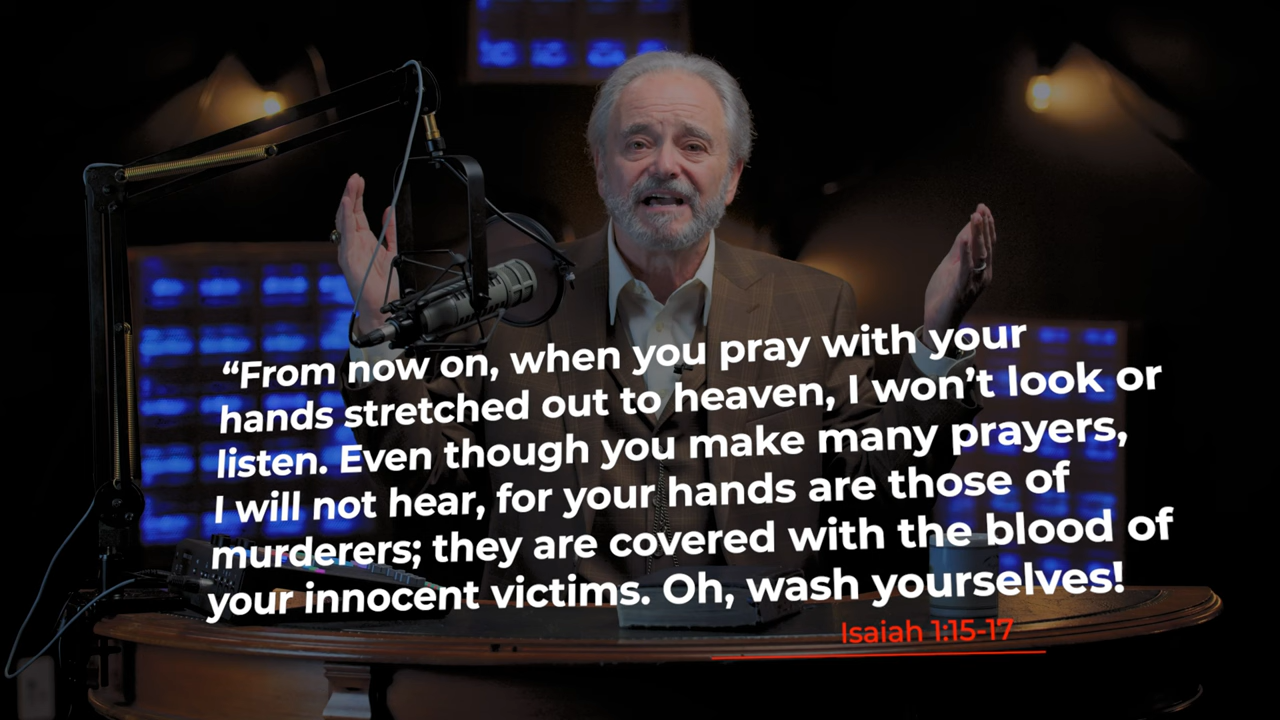 “From now on, when you pray with your
hands stretched out to heaven, I won’t look or
listen. Even though you make many prayers,
I will not hear, for your hands are those of
murderers; they are covered with the blood of
your innocent victims. Oh, wash yourselves!
Isaiah 1:15-17